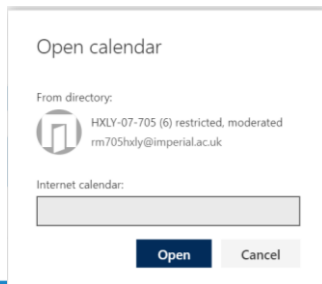 Open calendar
From directory:
HXLY-07-705 (6) restricted, moderated
rm705hxly@imperial.ac.uk
Internet calendar:
Open Cancel